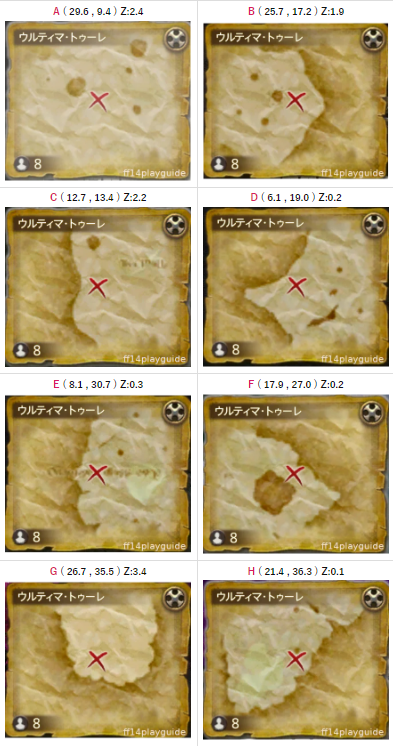 A ( 29.6 , 9.4) Z:2.4
ウルティマ・トゥーレ
8
B ( 25.7 , 17.2) Z:1.9
ウルティマ・トゥーレ
8
ff14playguide
C ( 12.7 , 13.4) Z:2.2
ウルティマ・トゥーレ
8
ff14playguide
D ( 6.1 , 19.0) Z:0.2
ウルティマ・トゥーレ
8
ff14playguide
E ( 8.1 , 30.7) Z:0.3
ウルティマ・トゥーレ
8
ff14playguide
F ( 17.9 , 27.0) Z:0.2
ウルティマ・トゥーレ
8
ff14playguide
G ( 26.7 , 35.5) Z:3.4
ウルティマ・トゥーレ
8
ff14playguide
H ( 21.4 , 36.3) Z:0.1
ウルティマ・トゥーレ
8
ff14playguide